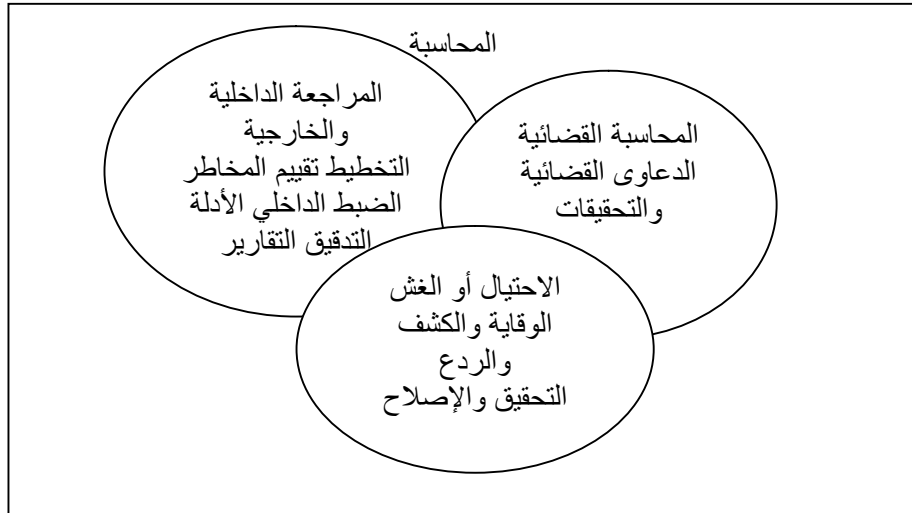 المحاسبة
المراجعة الداخلية
والخارجية
التخطيط تقييم المخاطر
الضبط الداخلي الأدلة
التدقيق التقارير
المحاسبة القضائية
الدعاوى القضائية
والتحقيقات
الاحتيال أو الغش
الوقاية والكشف
والردع
التحقيق والإصلاح